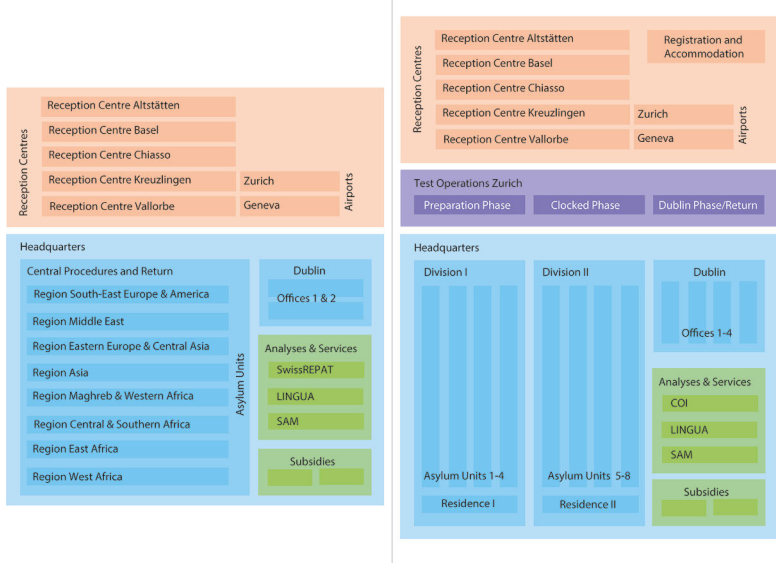 Reception Centres
Reception Centre Altstätten
Reception Centre Basel
Reception Centre Chiasso
Reception Centre Kreuzlingen
Zurich
Reception Centre Vallorbe
Geneva
Airports
Headquarters
Central Procedures and Return
Region South-East Europe & America
Region Middle East
Region Eastern Europe & Central Asia
Region Asia
Region Maghreb & Western Africa
Region Central & Southern Africa
Region East Africa
Region West Africa
Asylum Units
Dublin
Offices 1 & 2
Analyses & Services
SwissREPAT
LINGUA
SAM
Subsidies
Reception Centres
Reception Centre Altstätten
Reception Centre Basel
Reception Centre Chiasso
Reception Centre Kreuzlingen
Zurich
Reception Centre Vallorbe
Geneva
Airports
Registration and
Accommodation
Test Operations Zurich
Preparation Phase
Clocked Phase
Dublin Phase/Return
Headquarters
Division I
Asylum Units 1-4
Residence I
Division II
Asylum Units 5-8
Residence II
Dublin
Offices 1-4
Analyses & Services
COI
LINGUA
SAM
Subsidies